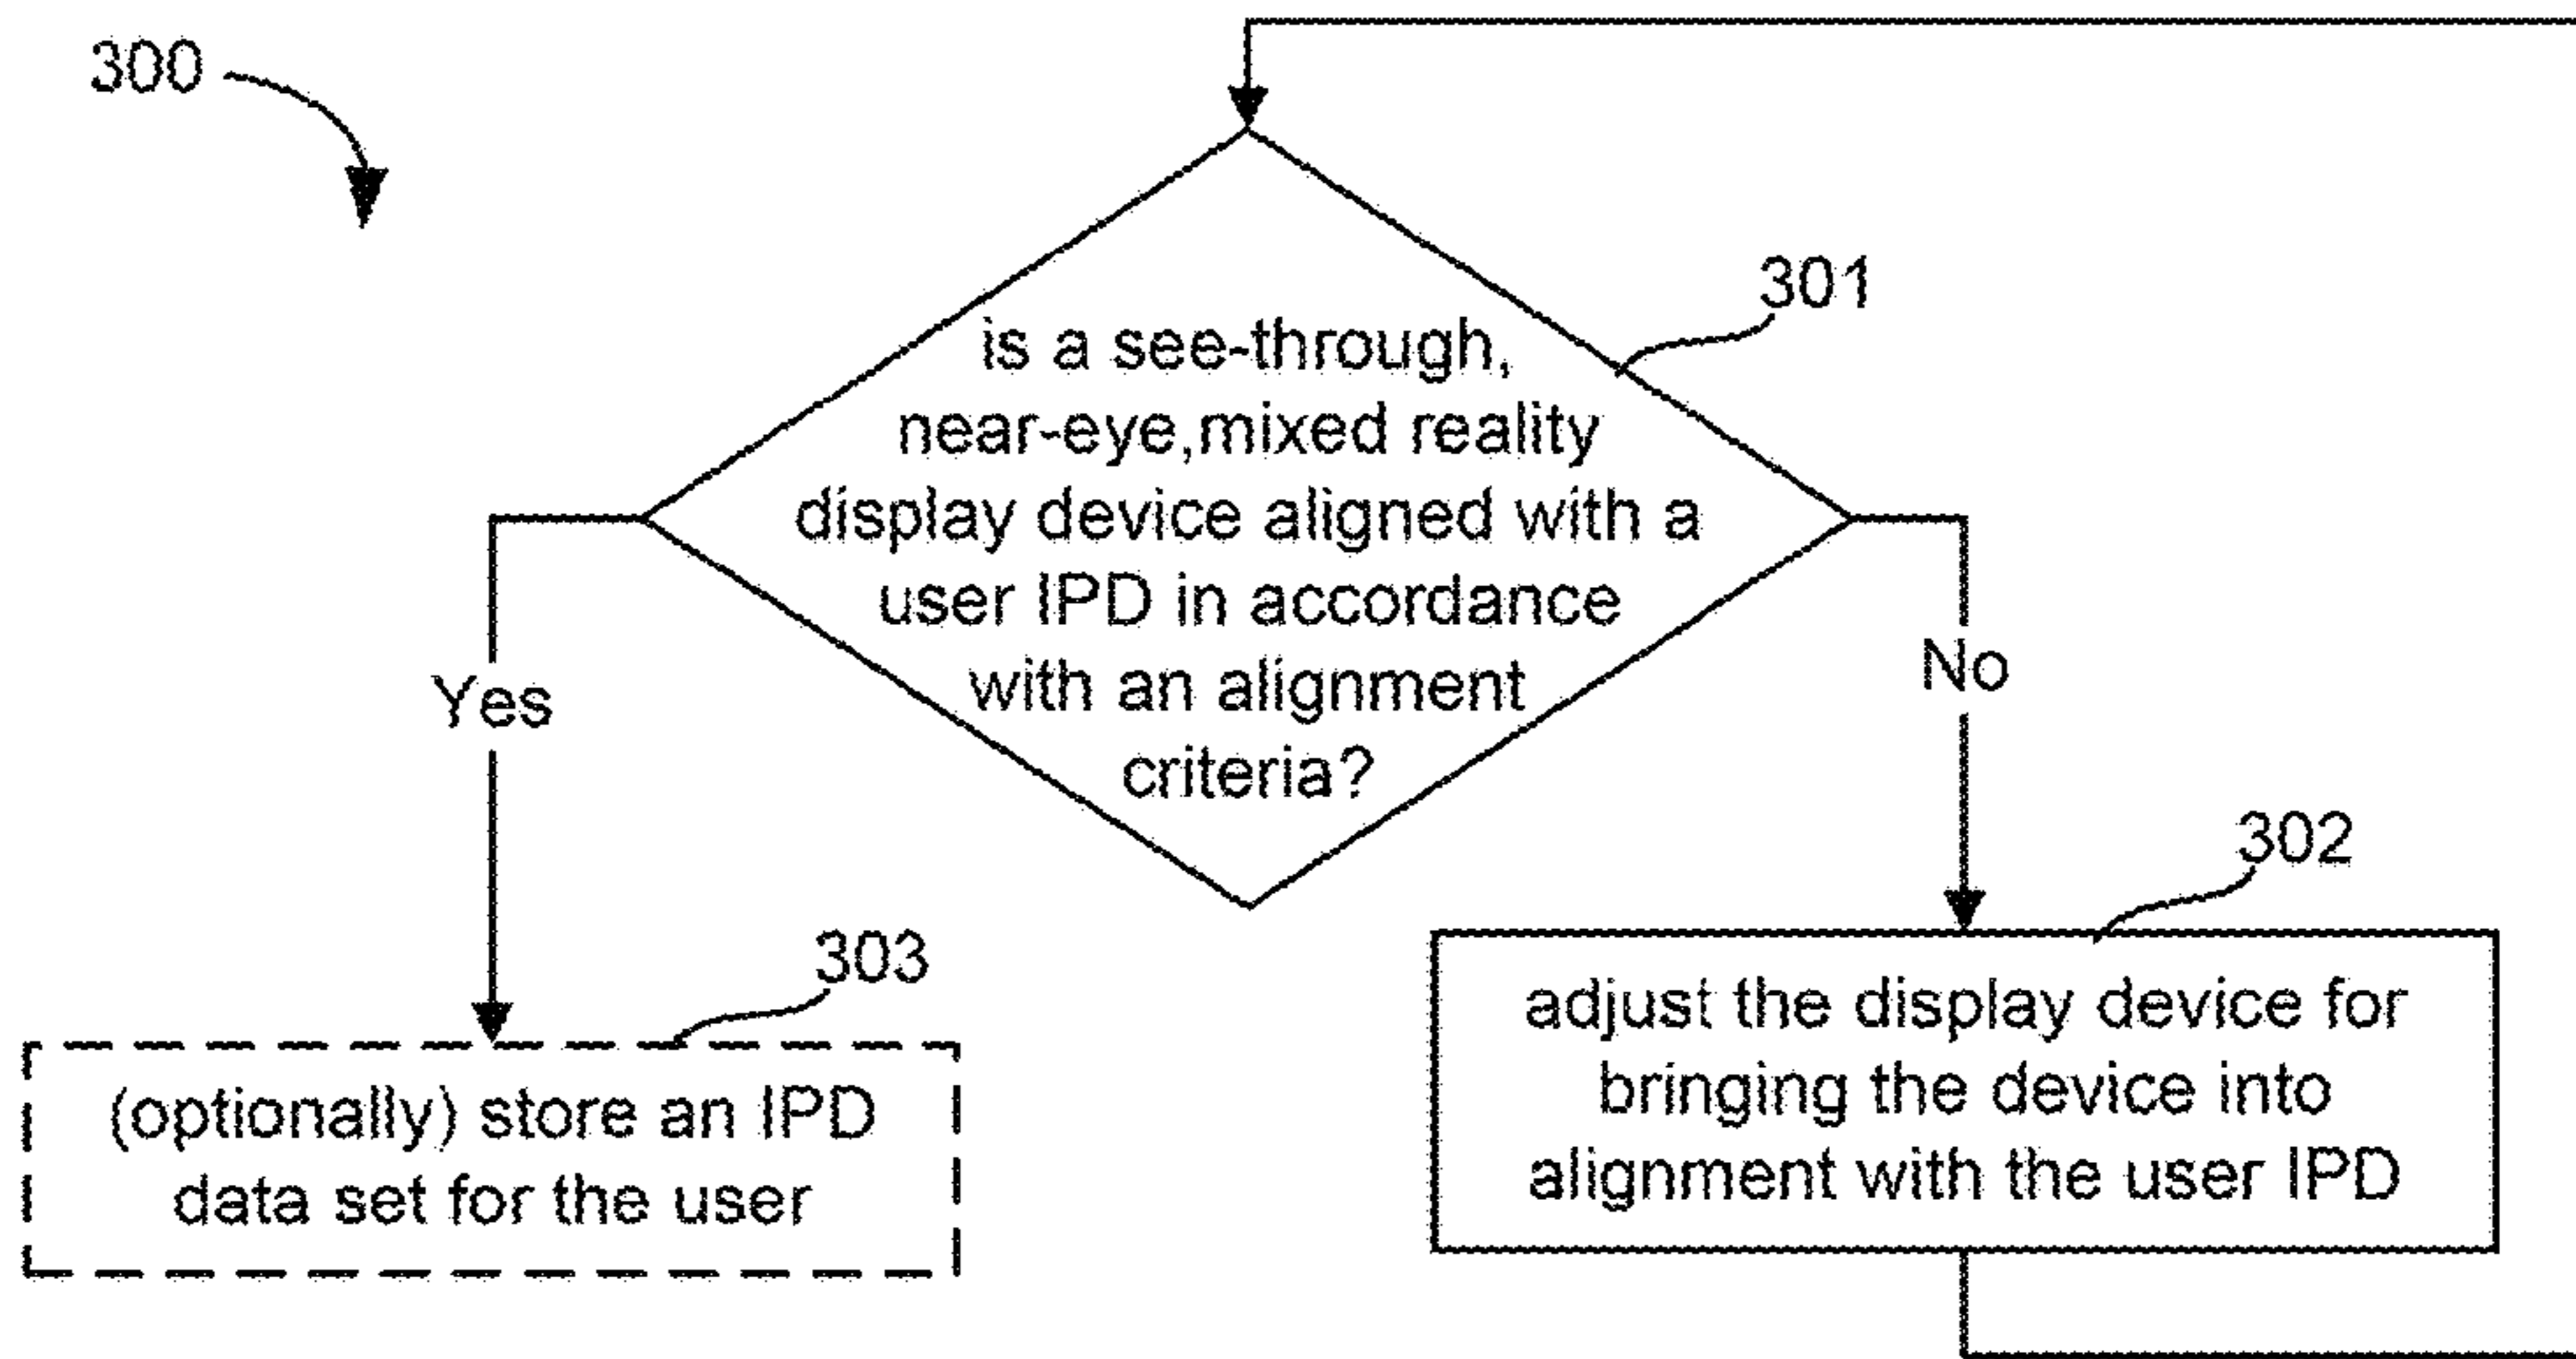 300
301
is a see-through,
near-eye,mixed reality
display device aligned with a
user IPD in accordance
with an alignment
criteria?
Yes
No
302
adjust the display device for
bringing the device into
alignment with the user IPD
303
(optionally) store an IPD
data set for the user